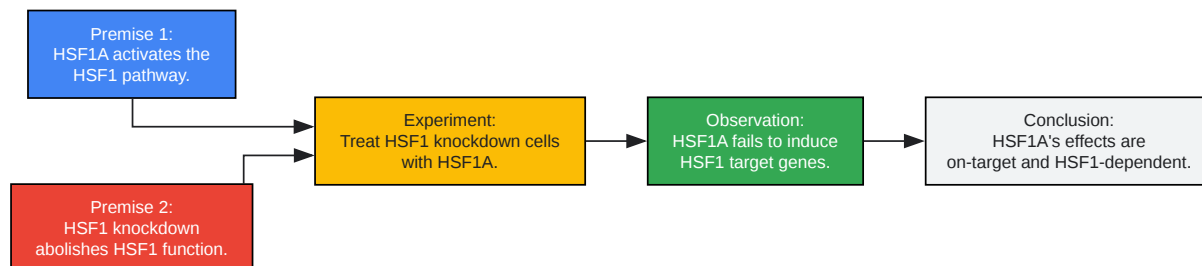 Premise 1:
HSF1A activates the
HSF1 pathway.
Premise 2:
HSF1 knockdown
abolishes HSF1 function.
Experiment:
Treat HSF1 knockdown cells
with HSF1A.
Observation:
HSF1A fails to induce
HSF1 target genes.
Conclusion:
HSF1A's effects are
on-target and HSF1-dependent.